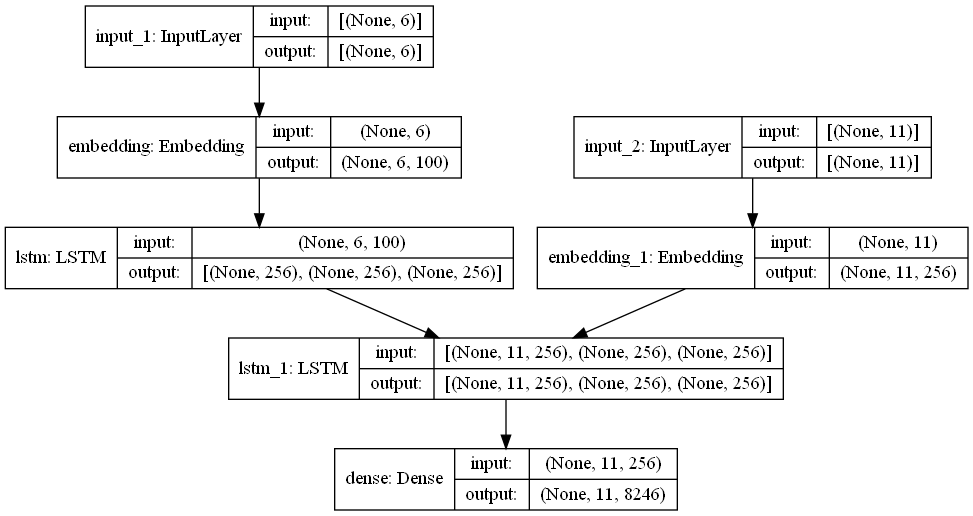 input_1: InputLayer
input: [(None, 6)]
output: [(None, 6)]
embedding: Embedding
input: (None, 6)
output: (None, 6, 100)
input_2: InputLayer
input: [(None, 11)]
output: [(None, 11)]
lstm: LSTM
input: (None, 6, 100)
output: [(None, 256), (None, 256), (None, 256)]
embedding_1: Embedding
input: (None, 11)
output: (None, 11, 256)
lstm_1: LSTM
input: [(None, 11, 256), (None, 256), (None, 256)]
output: [(None, 11, 256), (None, 256), (None, 256)]
dense: Dense
input: (None, 11, 256)
output: (None, 11, 8246)